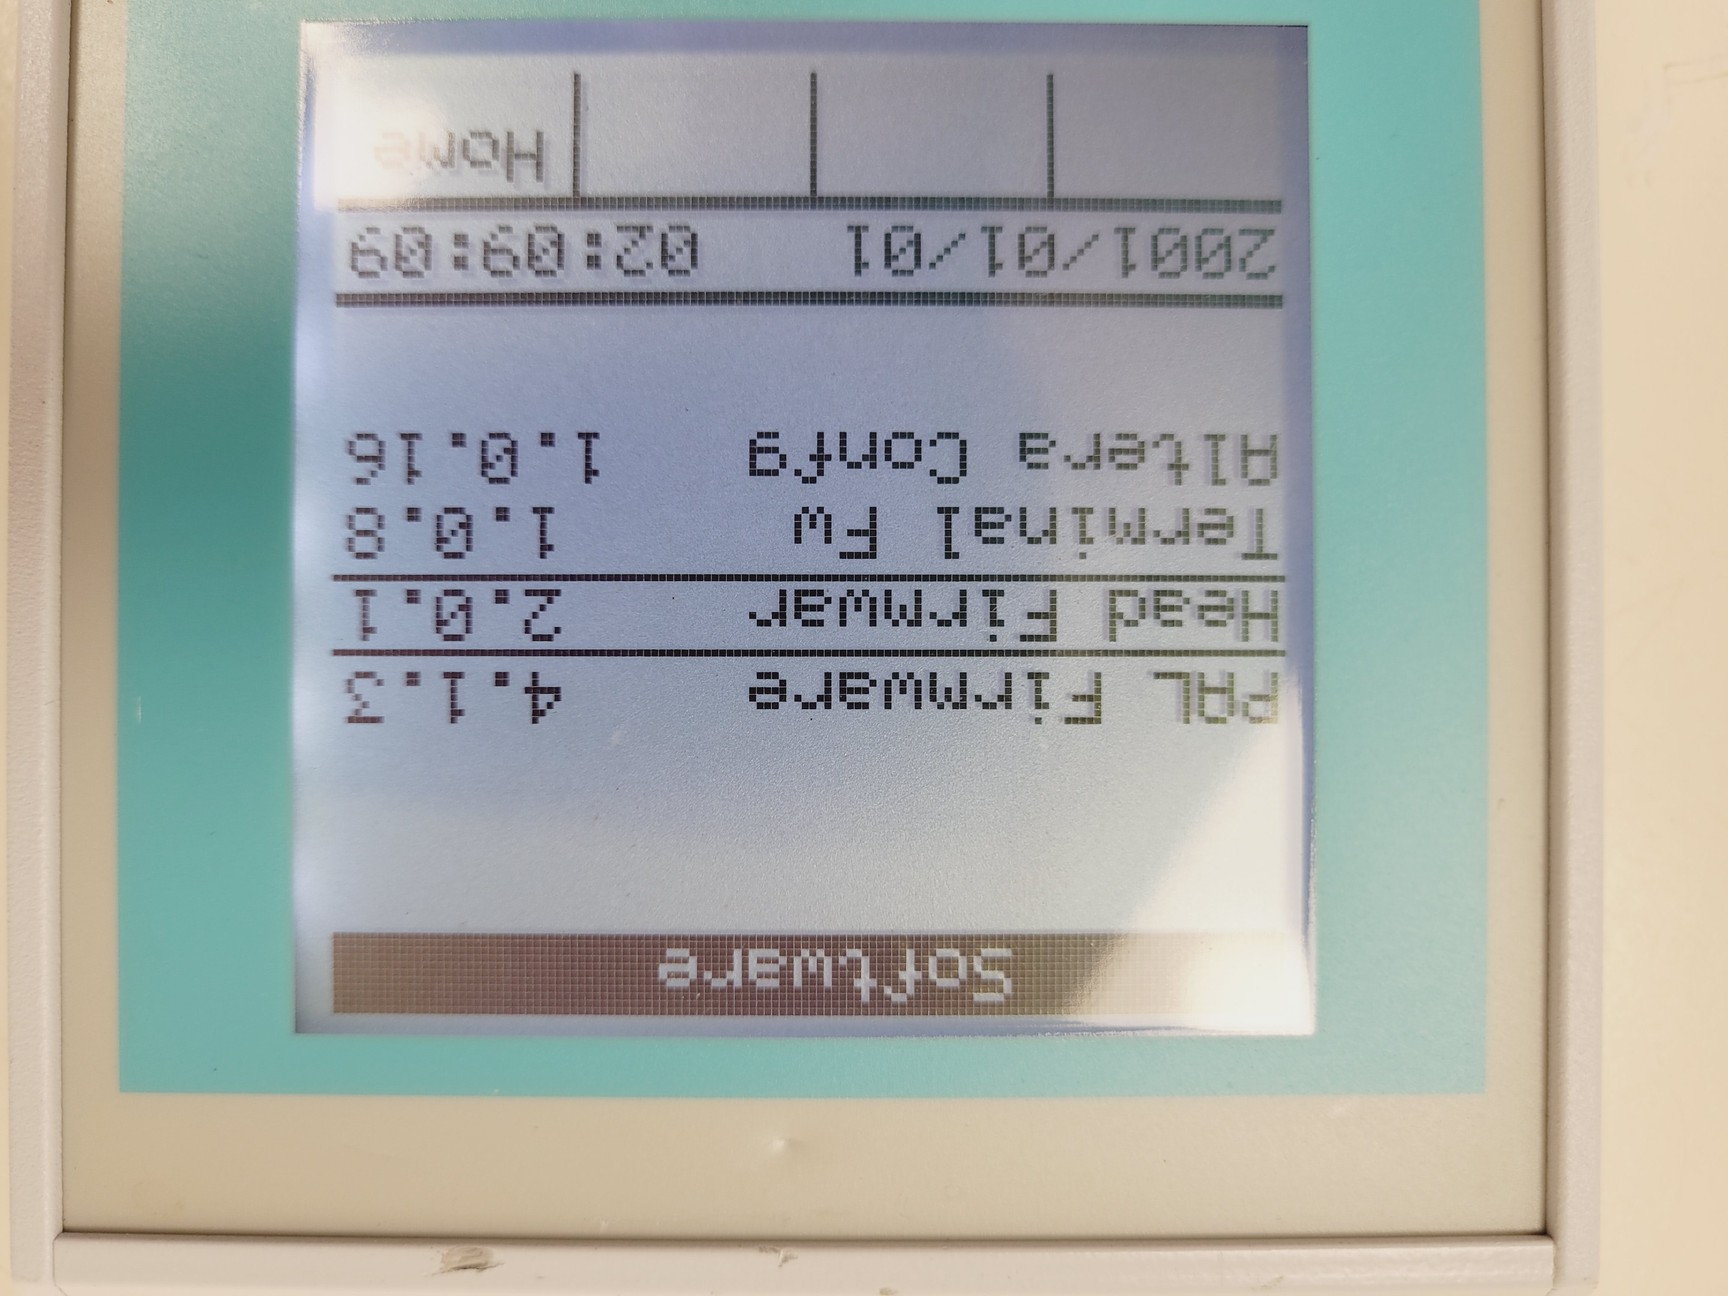 Software
PAL Firmware 4.1.3
Head Firmwar 2.0.1
Terminal Fw 1.0.8
Altera Confg 1.0.16
2001/01/01 02:09:09
Home